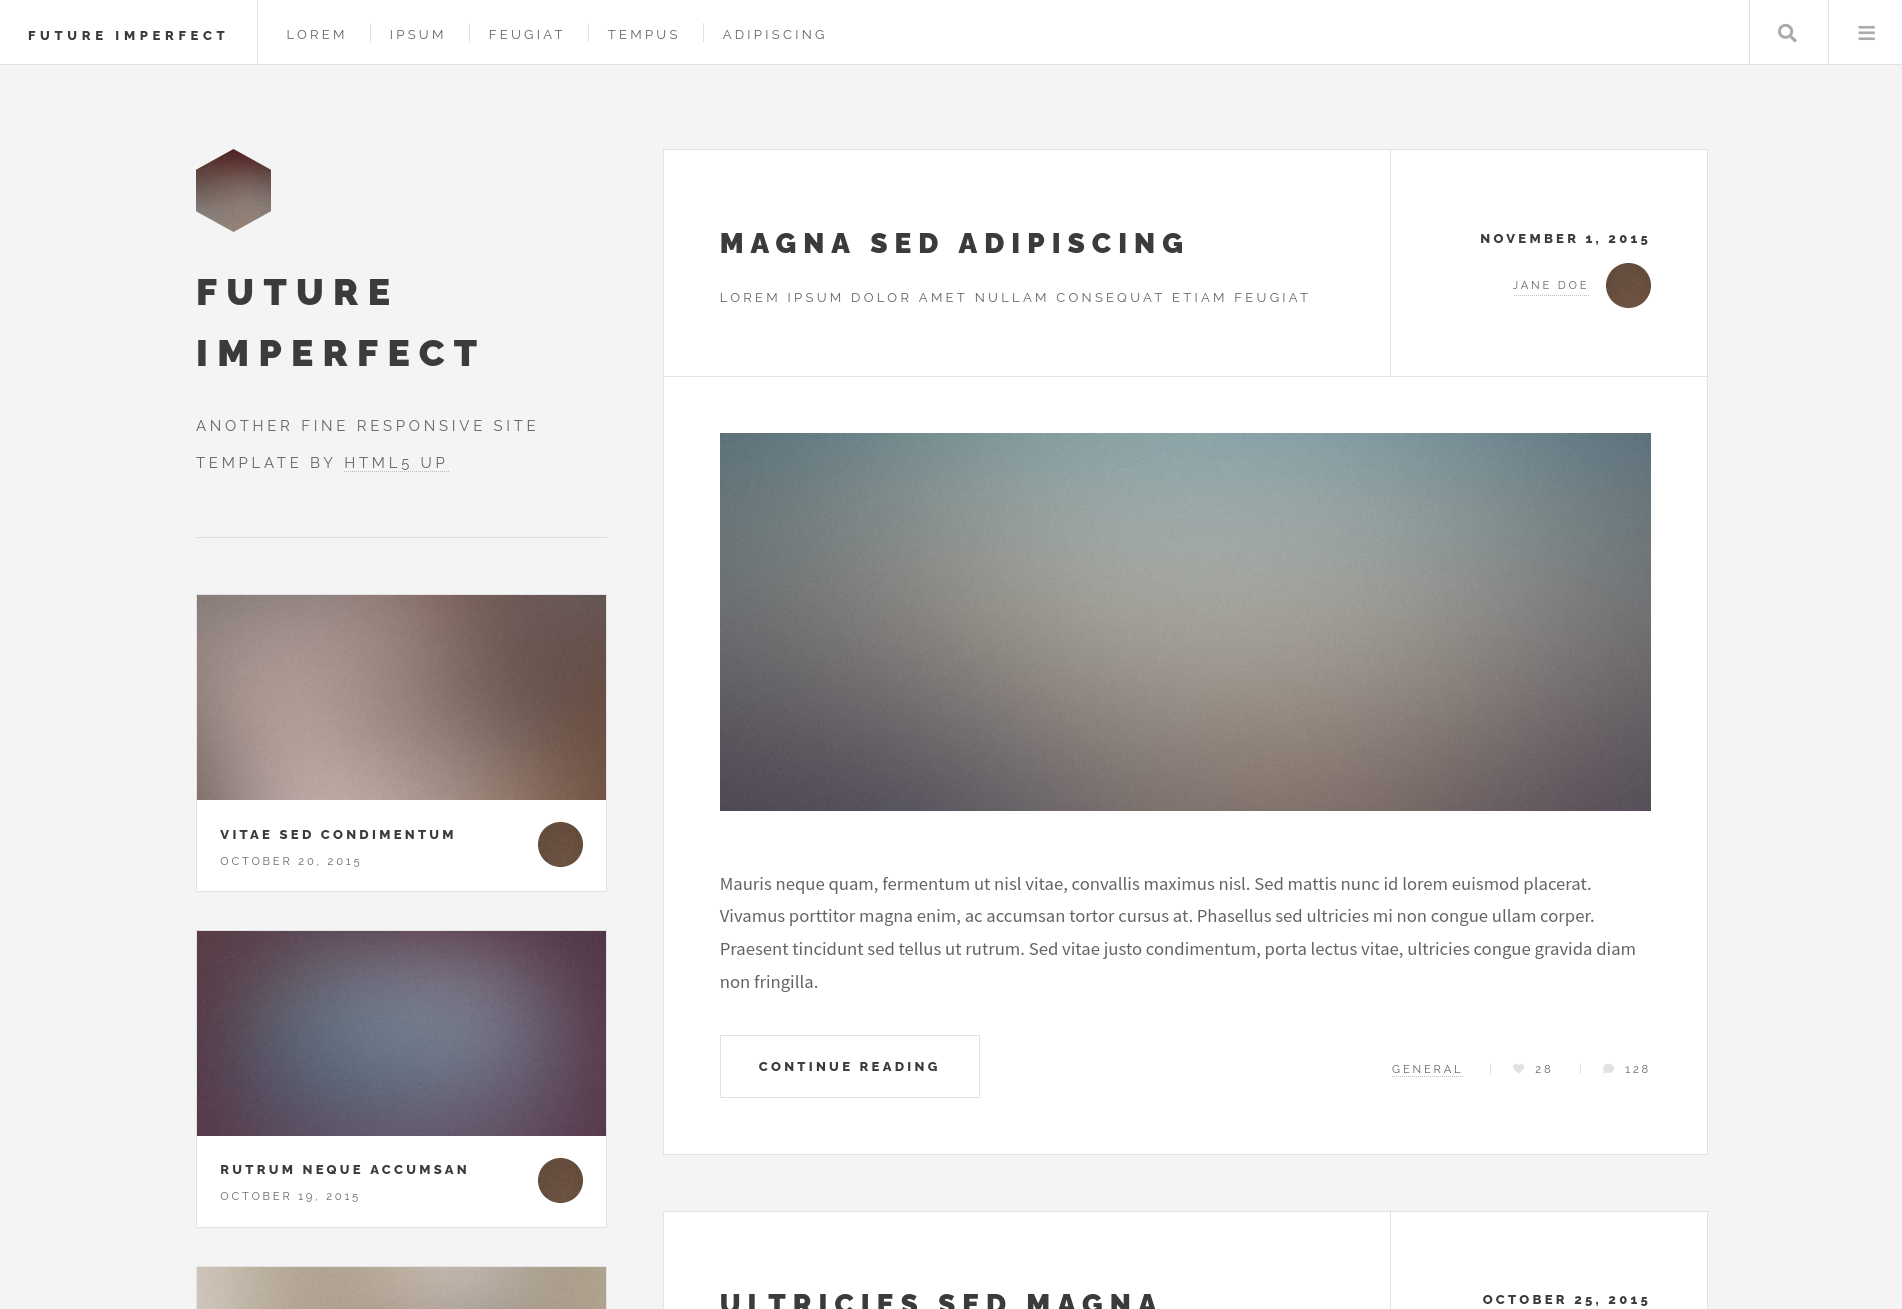 FUTURE IMPERFECT
LOREM
IPSUM
FEUGIAT
TEMPUS
ADIPISCING
FUTURE
IMPERFECT
ANOTHER FINE RESPONSIVE SITE
TEMPLATE BY HTML5 UP
VITAE SED CONDIMENTUM
OCTOBER 20, 2015
RUTRUM NEQUE ACCUMSAN
OCTOBER 19, 2015
MAGNA SED ADIPISCING
LOREM IPSUM DOLOR AMET NULLAM CONSEQUAT ETIAM FEUGIAT
NOVEMBER 1, 2015
JANE DOE
Mauris neque quam, fermentum ut nisl vitae, convallis maximus nisl. Sed mattis nunc id lorem euismod placerat.
Vivamus porttitor magna enim, ac accumsan tortor cursus at. Phasellus sed ultricies mi non congue ullam corper.
Praesent tincidunt sed tellus ut rutrum. Sed vitae justo condimentum, porta lectus vitae, ultricies congue gravida diam
non fringilla.
CONTINUE READING
GENERAL
28
128
ULTRICIES SED MAGNA
OCTOBER 25, 2015